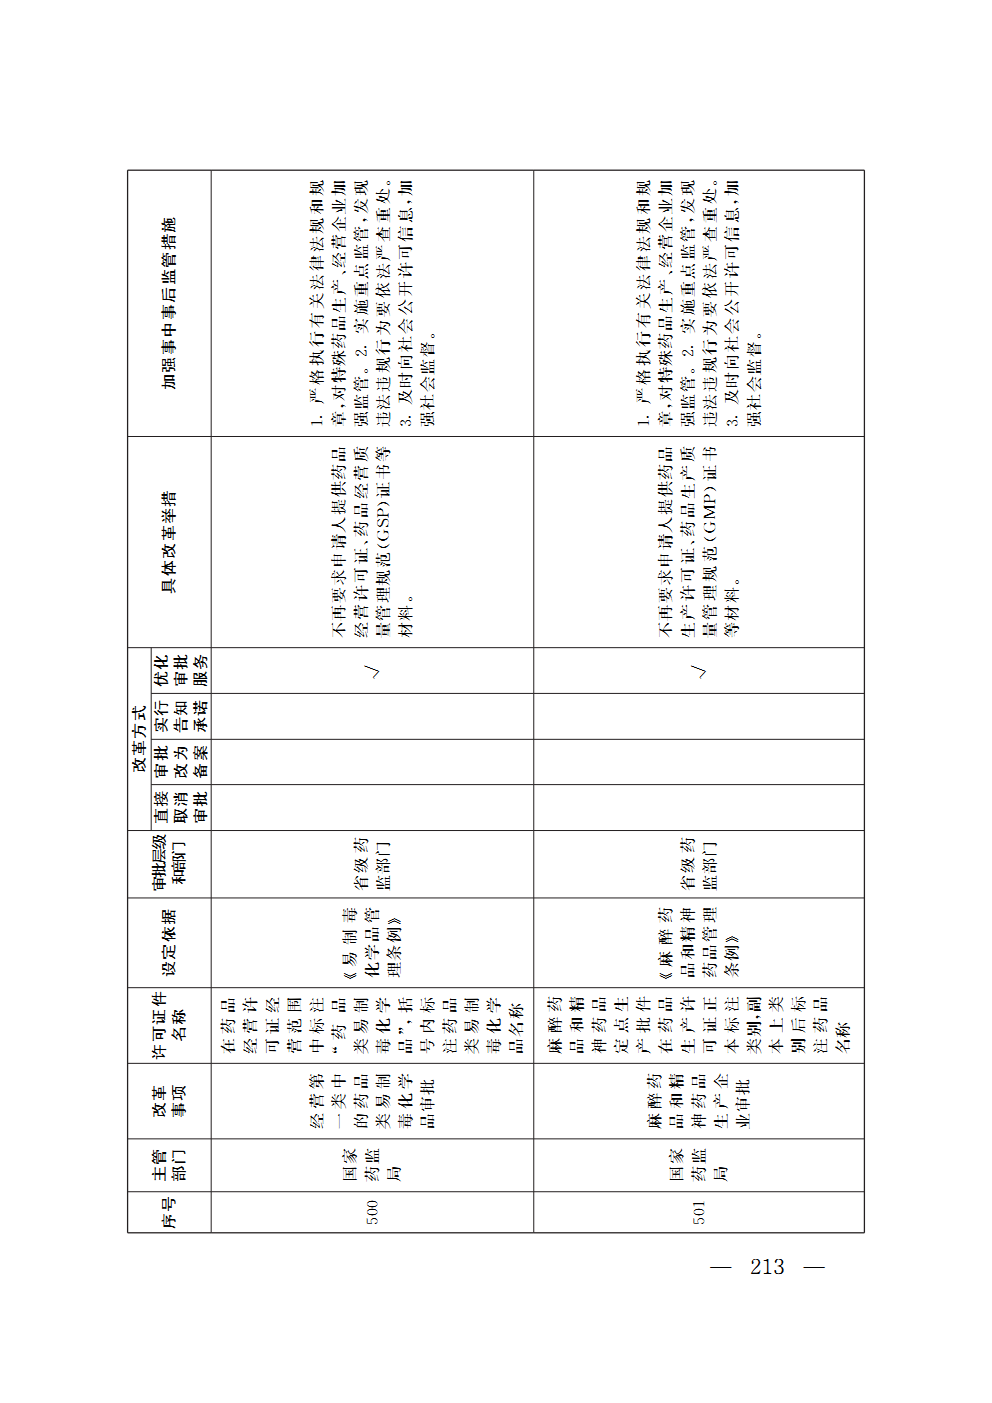 序号
主管
部门
改革
事项
许可证件
名称
设定依据
审批层级
和部门
改革方式
直接
取消
审批
审批
改为
备案
实行
告知
承诺
优化
审批
服务
具体改革举措
加强事中事后监管措施
500
国家
药监
局
经营第
一类中
的药品
类易制
毒化学
品审批
在药品
经营许
可证经
营范围
中标注
“药品
类易制
毒化学
品”，括
号内标
注药品
类易制
毒化学
品名称
《易制毒
化学品管
理条例》
省级药
监部门
√
不再要求申请人提供药品
经营许可证、药品经营质
量管理规范(GSP)证书等
材料。
1. 严格执行有关法律法规和规
章，对特殊药品生产、经营企业加
强监管。2. 实施重点监管，发现
违法违规行为要依法严查重处。
3. 及时向社会公开许可信息，加
强社会监督。
501
国家
药监
局
麻醉药
品和精
神药品
生产企
业审批
麻醉药
品和精
神药品
定点生
产批件
在药品
生产许
可证正
本标注
类别，副
本上类
别后标
注药品
名称
《麻醉药
品和精神
药品管理
条例》
省级药
监部门
√
不再要求申请人提供药品
生产许可证、药品生产质
量管理规范(GMP)证书
等材料。
1. 严格执行有关法律法规和规
章，对特殊药品生产、经营企业加
强监管。2. 实施重点监管，发现
违法违规行为要依法严查重处。
3. 及时向社会公开许可信息，加
强社会监督。
— 213 —